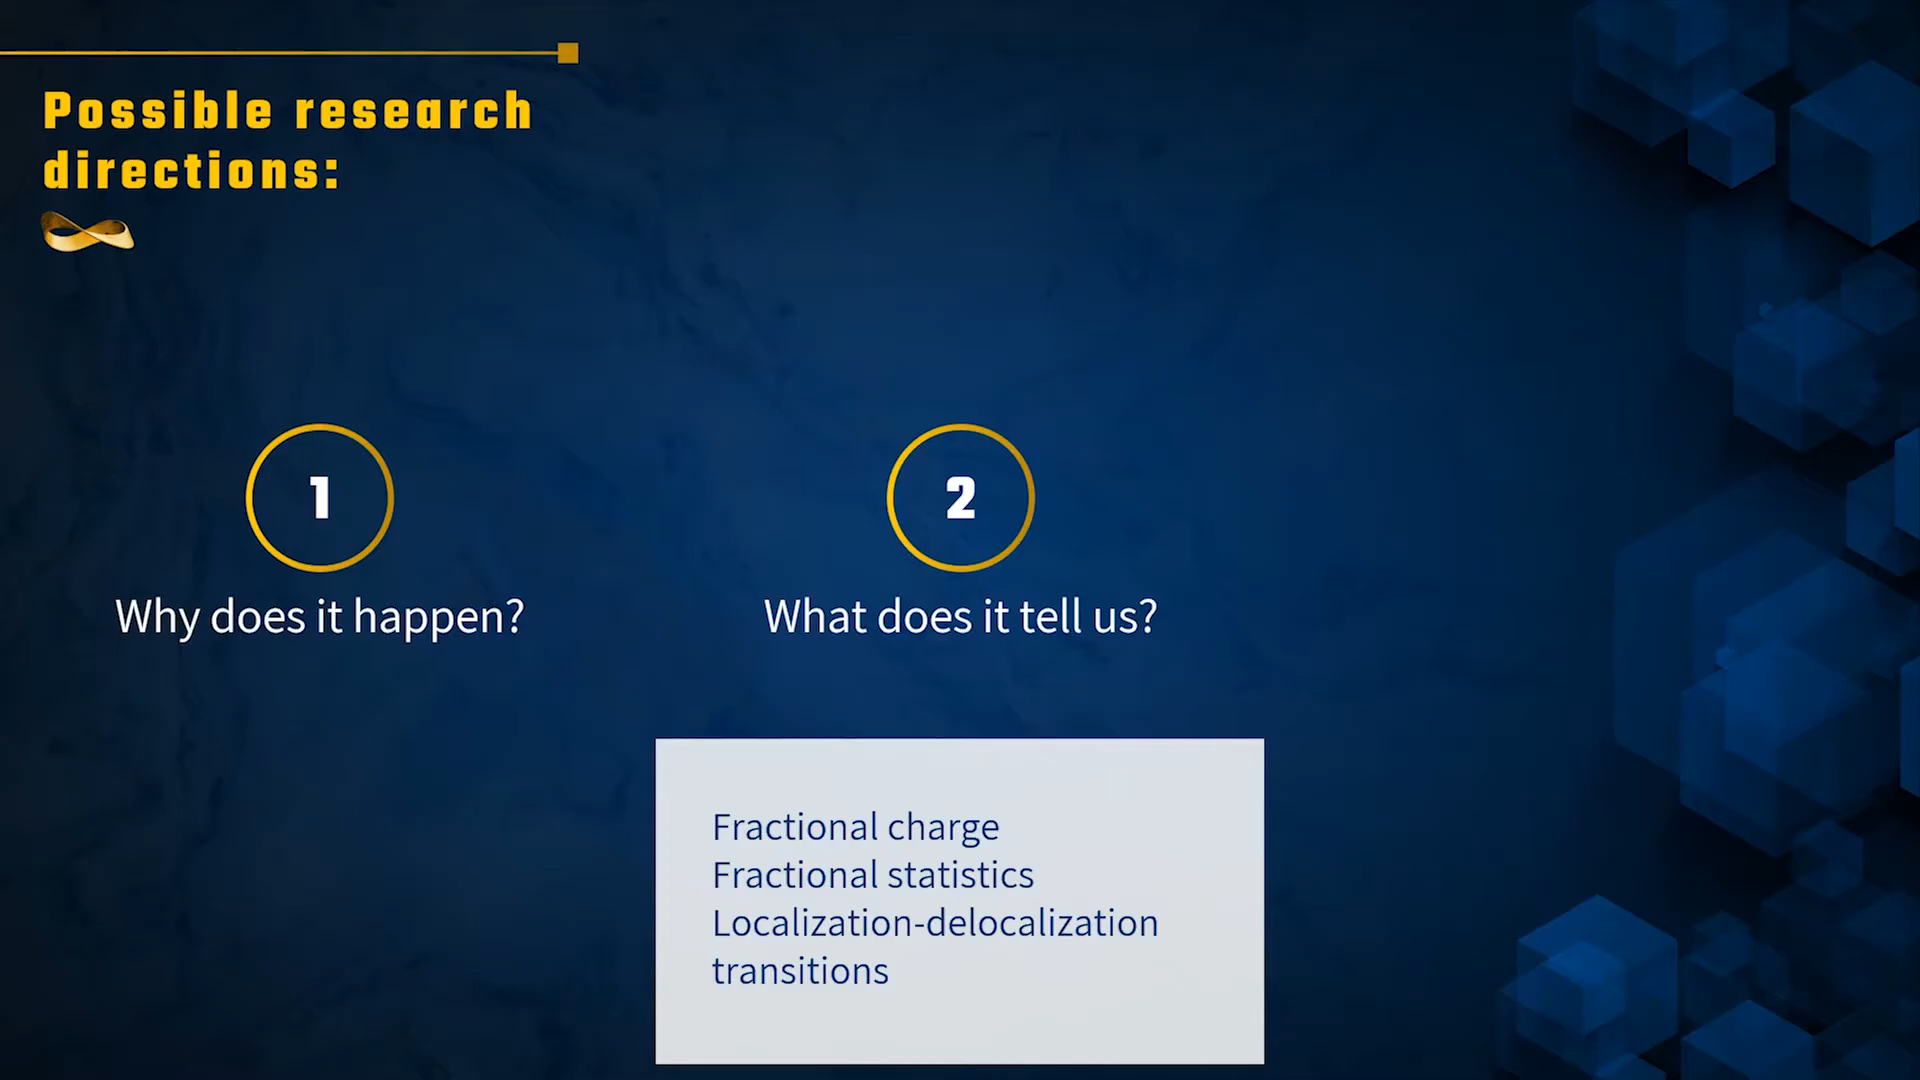 Possible research
directions:
1
Why does it happen?
2
What does it tell us?
Fractional charge
Fractional statistics
Localization-delocalization
transitions